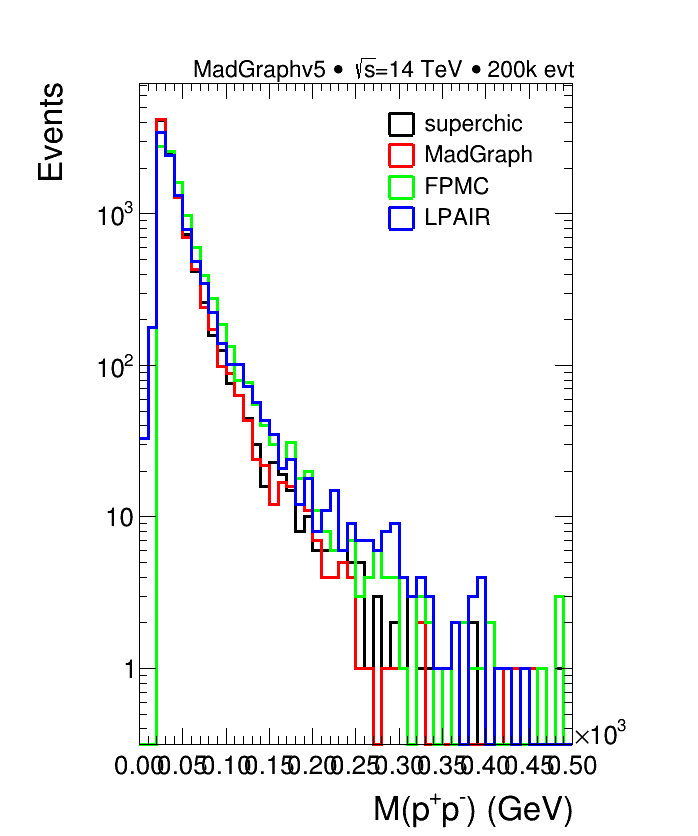 MadGraphv5 • √s=14 TeV • 200k evt
Events
superchic
MadGraph
FPMC
LPAIR
10³
10²
10
1
×10³
0.00 0.05 0.10 0.15 0.20 0.25 0.30 0.35 0.40 0.45 0.50
M(p⁺p⁻) (GeV)